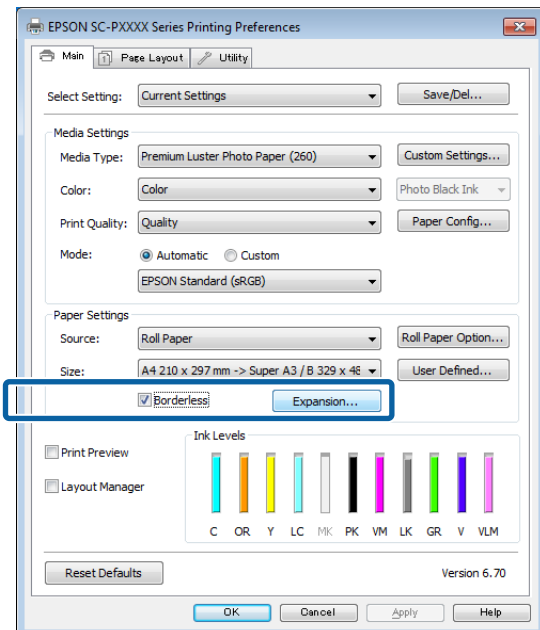 EPSON SC-PXXXX Series Printing Preferences
Main Page Layout Utility
Select Setting: Current Settings Save/Del...
Media Settings
Media Type: Premium Luster Photo Paper (260) Custom Settings...
Color: Color Photo Black Ink
Print Quality: Quality Paper Config...
Mode: Automatic Custom
EPSON Standard (sRGB)
Paper Settings
Source: Roll Paper Roll Paper Option...
Size: A4 210 x 297 mm -> Super A3 / B 329 x 48 User Defined...
Borderless Expansion...
Ink Levels
Print Preview
Layout Manager
C OR Y LC MK PK VM LK GR V VLM
Reset Defaults Version 6.70
OK Cancel Apply Help